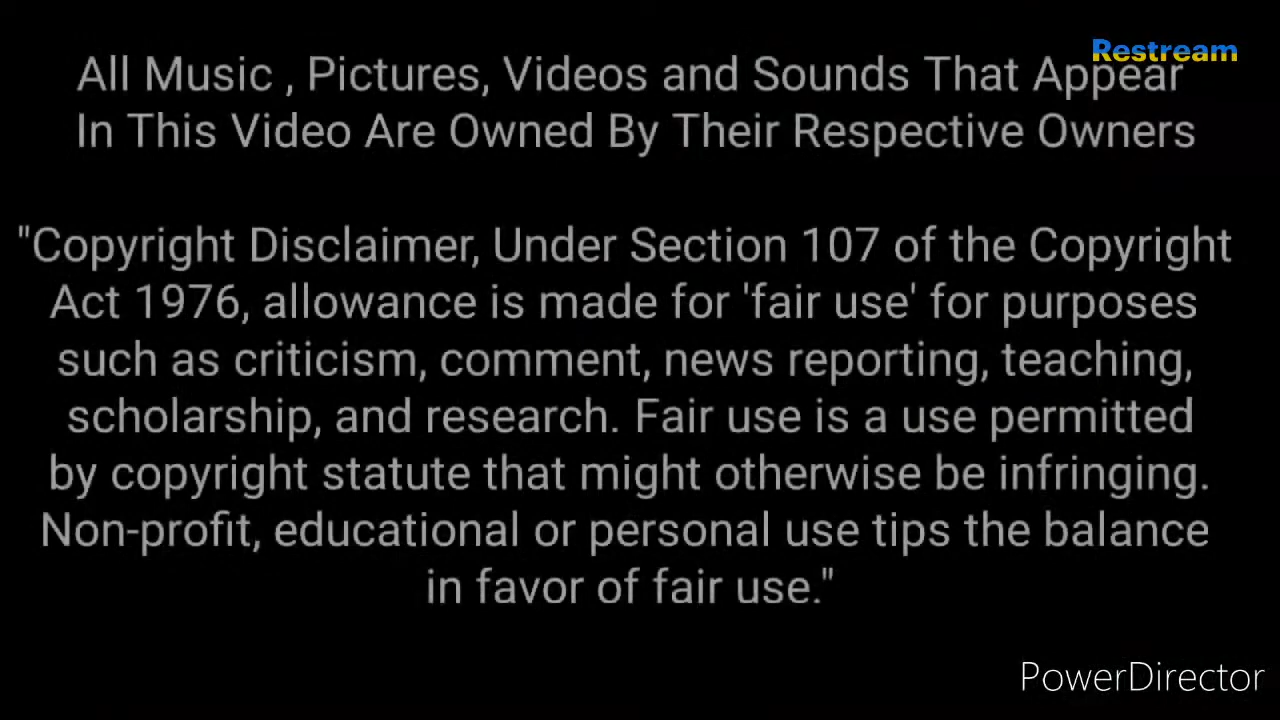 Restream
All Music , Pictures, Videos and Sounds That Appear
In This Video Are Owned By Their Respective Owners
"Copyright Disclaimer, Under Section 107 of the Copyright
Act 1976, allowance is made for 'fair use' for purposes
such as criticism, comment, news reporting, teaching,
scholarship, and research. Fair use is a use permitted
by copyright statute that might otherwise be infringing.
Non-profit, educational or personal use tips the balance
in favor of fair use."
PowerDirector